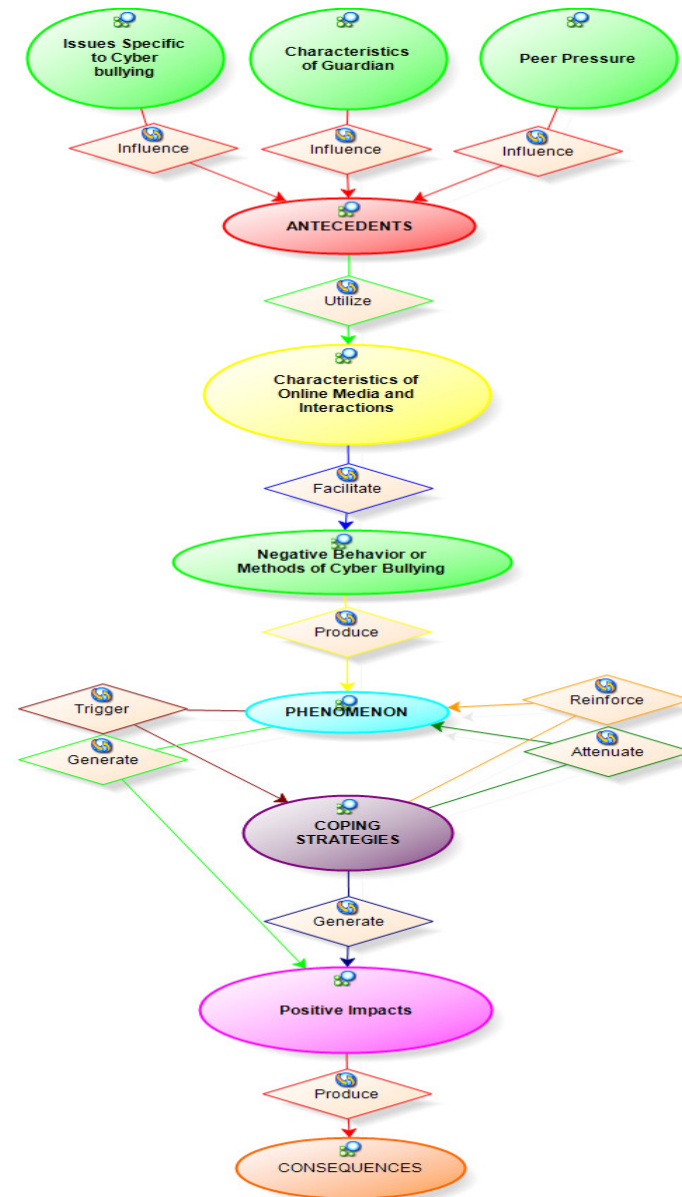 Issues Specific
to Cyber
bullying
Characteristics
of Guardian
Peer Pressure
Influence
Influence
Influence
ANTECEDENTS
Utilize
Characteristics of
Online Media and
Interactions
Facilitate
Negative Behavior or
Methods of Cyber Bullying
Produce
Trigger
PHENOMENON
Reinforce
Generate
Attenuate
COPING
STRATEGIES
Generate
Positive Impacts
Produce
CONSEQUENCES